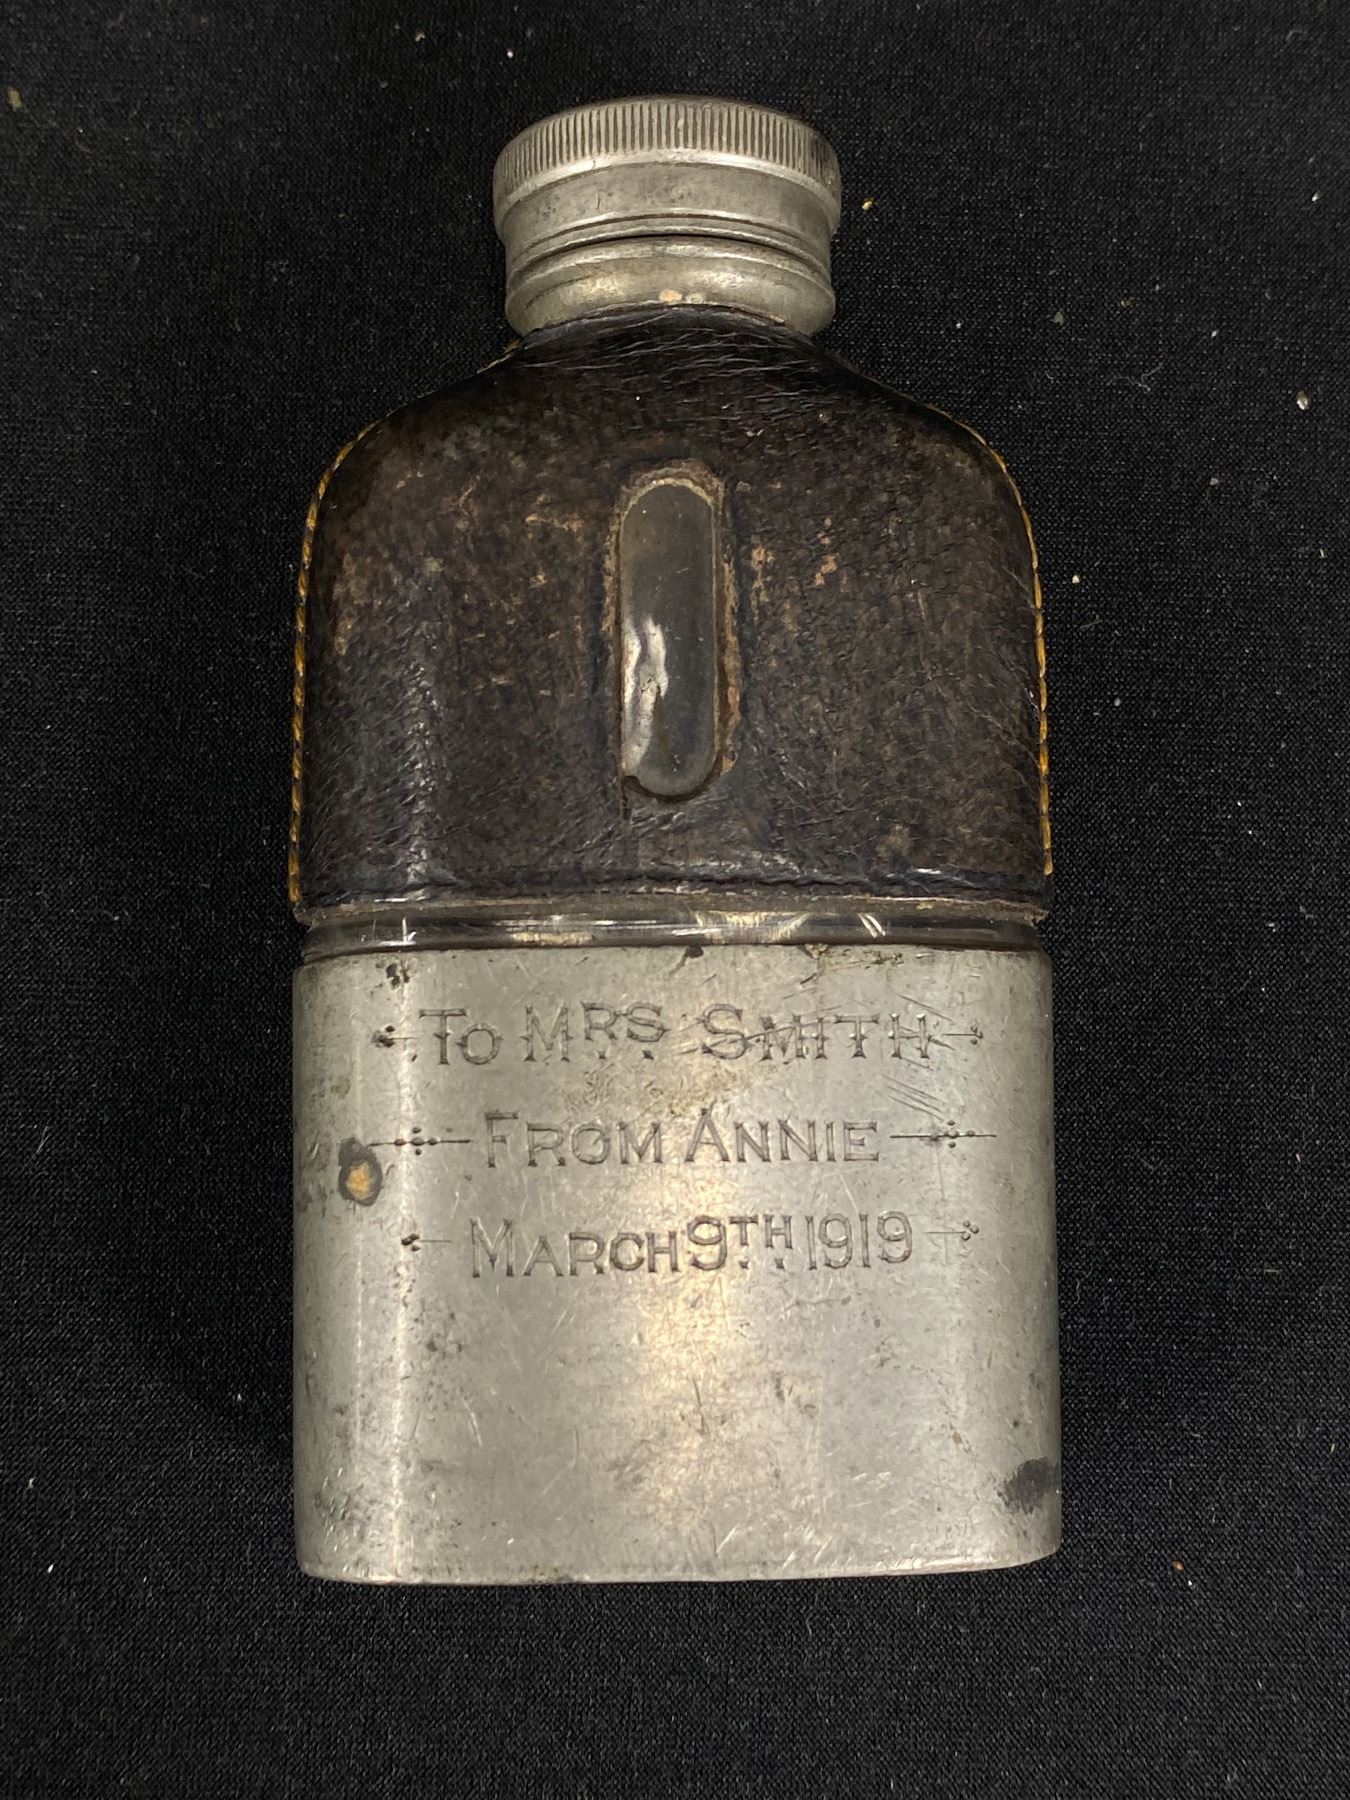 To Mrs. Smith
From Annie
March 9th. 1919